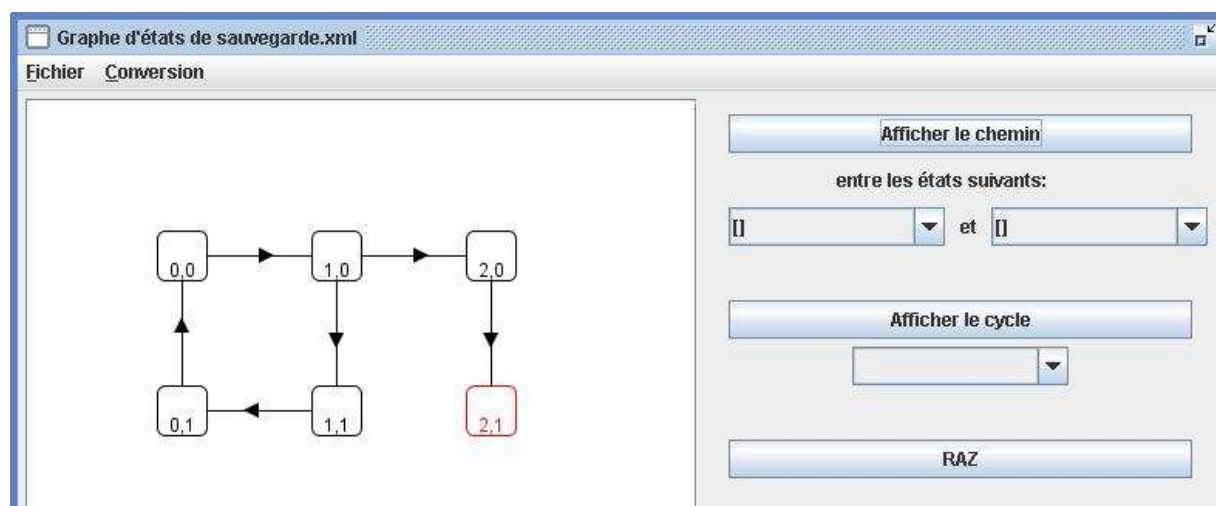 Graphe d'états de sauvegarde.xml
Fichier Conversion
Afficher le chemin
entre les états suivants:
[] et []
0,0 1,0 2,0
Afficher le cycle
0,1 1,1 2,1
RAZ